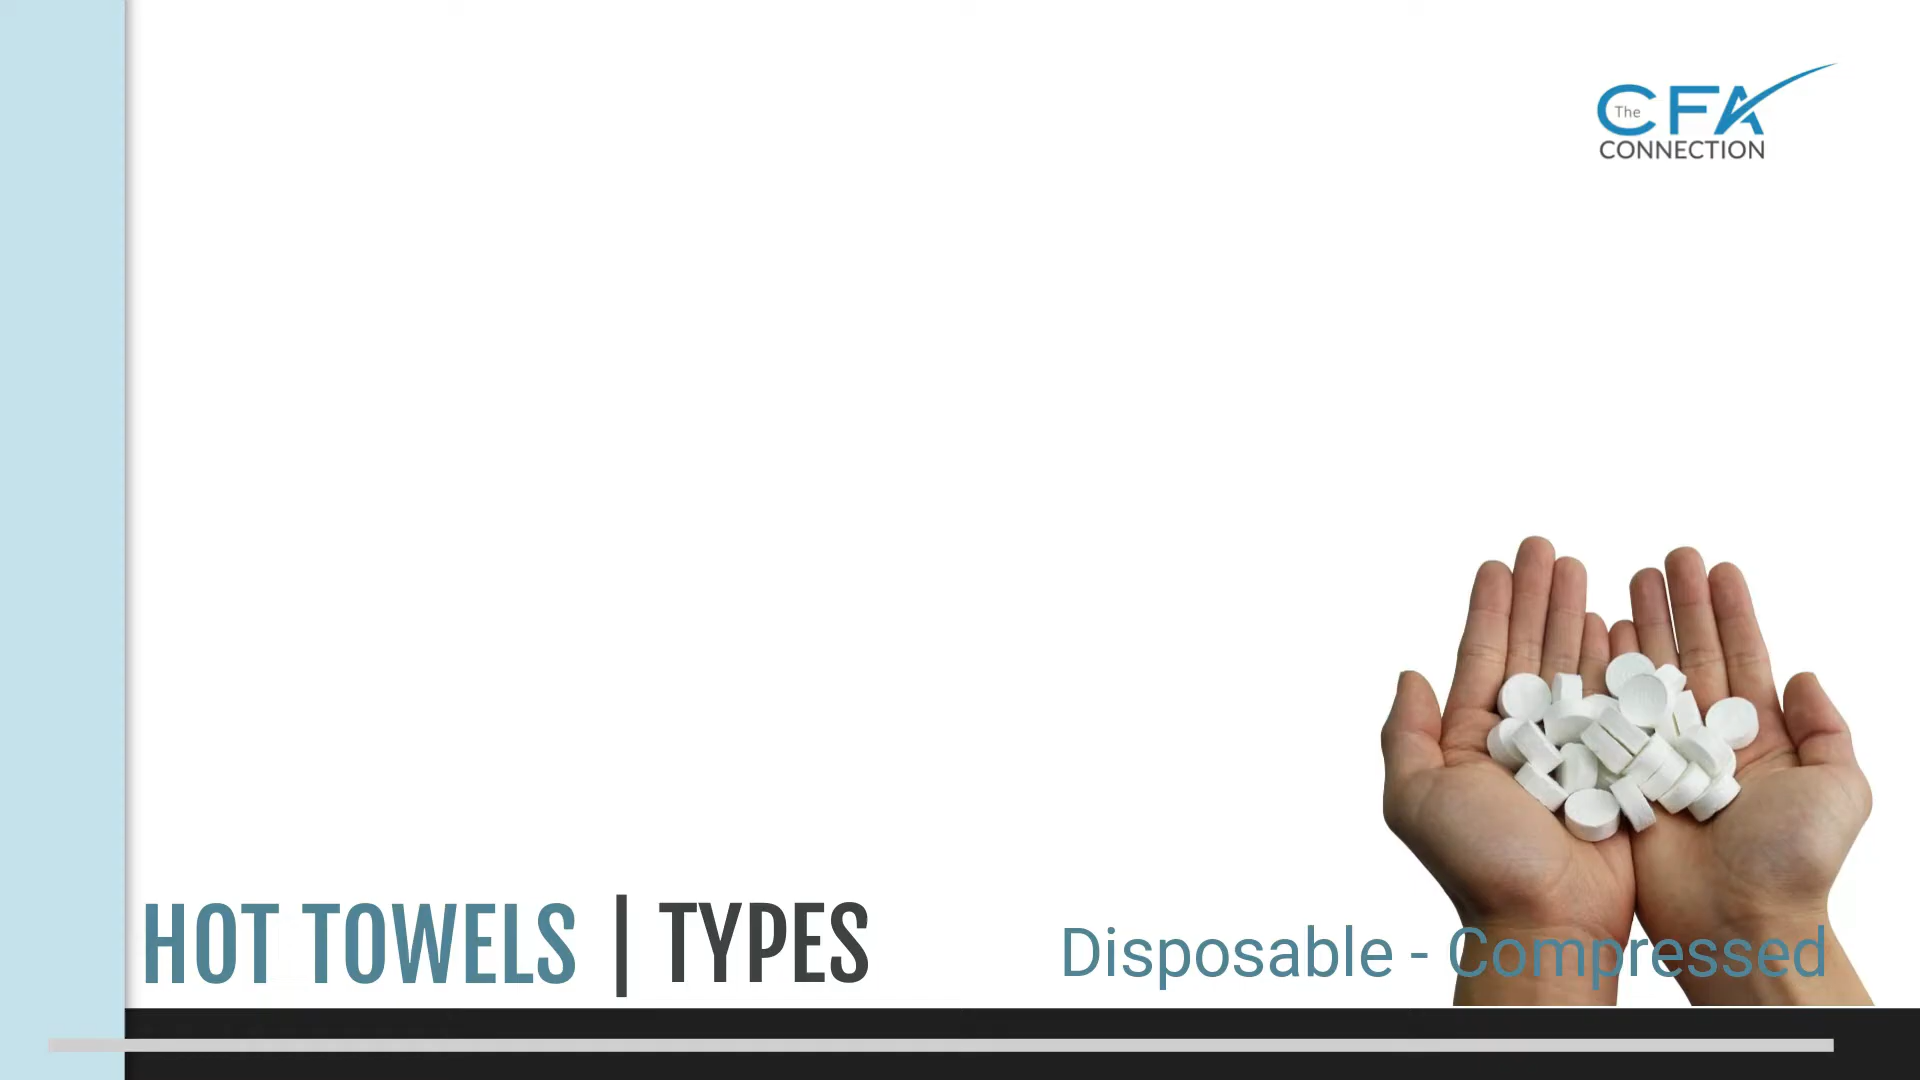 The
CFA
CONNECTION
HOT TOWELS | TYPES
Disposable - Compressed